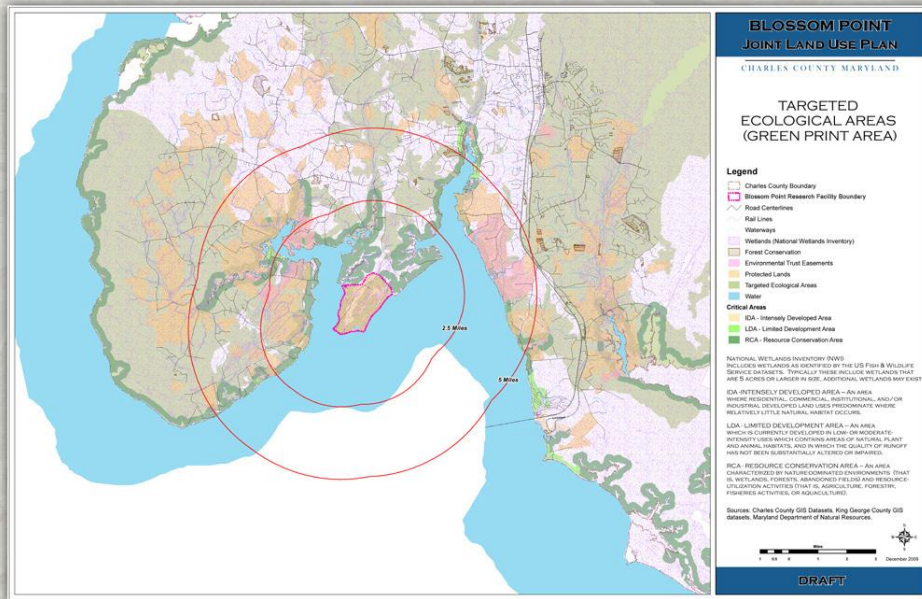 BLOSSOM POINT
JOINT LAND USE PLAN
CHARLES COUNTY MARYLAND
TARGETED
ECOLOGICAL AREAS
(GREEN PRINT AREA)
Legend
Charles County Boundary
Blossom Point Research Facility Boundary
Road Centerlines
Rail Lines
Waterways
Wetlands (National Wetlands Inventory)
Forest Conservation
Environmental Trust Easements
Protected Lands
Targeted Ecological Areas
Water
Critical Areas
IDA - Intensely Developed Area
LDA - Limited Development Area
RCA - Resource Conservation Area
NATIONAL WETLANDS INVENTORY (NWI)
INCLUDES WETLANDS AS IDENTIFIED BY THE US FISH & WILDLIFE
SERVICE DATASETS. TYPICALLY THESE INCLUDE WETLANDS THAT
ARE 5 ACRES OR LARGER IN SIZE, ADDITIONAL WETLANDS MAY EXIST
IDA-INTENSELY DEVELOPED AREA – AN AREA
WHERE RESIDENTIAL, COMMERCIAL, INSTITUTIONAL, AND/OR
INDUSTRIAL DEVELOPED LAND USES PREDOMINATE WHERE
RELATIVELY LITTLE NATURAL HABITAT OCCURS.
LDA -LIMITED DEVELOPMENT AREA – AN AREA
WHICH IS CURRENTLY DEVELOPED IN LOW- OR MODERATE-
INTENSITY USES WHICH CONTAINS AREAS OF NATURAL PLANT
AND ANIMAL HABITATS, AND IN WHICH THE QUALITY OF RUNOFF
HAS NOT BEEN SUBSTANTIALLY ALTERED OR IMPAIRED.
RCA - RESOURCE CONSERVATION AREA – AN AREA
CHARACTERIZED BY NATURE-DOMINATED ENVIRONMENTS (THAT
IS, WETLANDS, FORESTS, ABANDONED FIELDS) AND RESOURCE-
UTILIZATION ACTIVITIES (THAT IS, AGRICULTURE, FORESTRY,
FISHERIES ACTIVITIES, OR AQUACULTURE).
Sources: Charles County GIS Datasets, King George County GIS
datasets, Maryland Department of Natural Resources.
2.5 Miles
5 Miles
Miles
December 2009
DRAFT